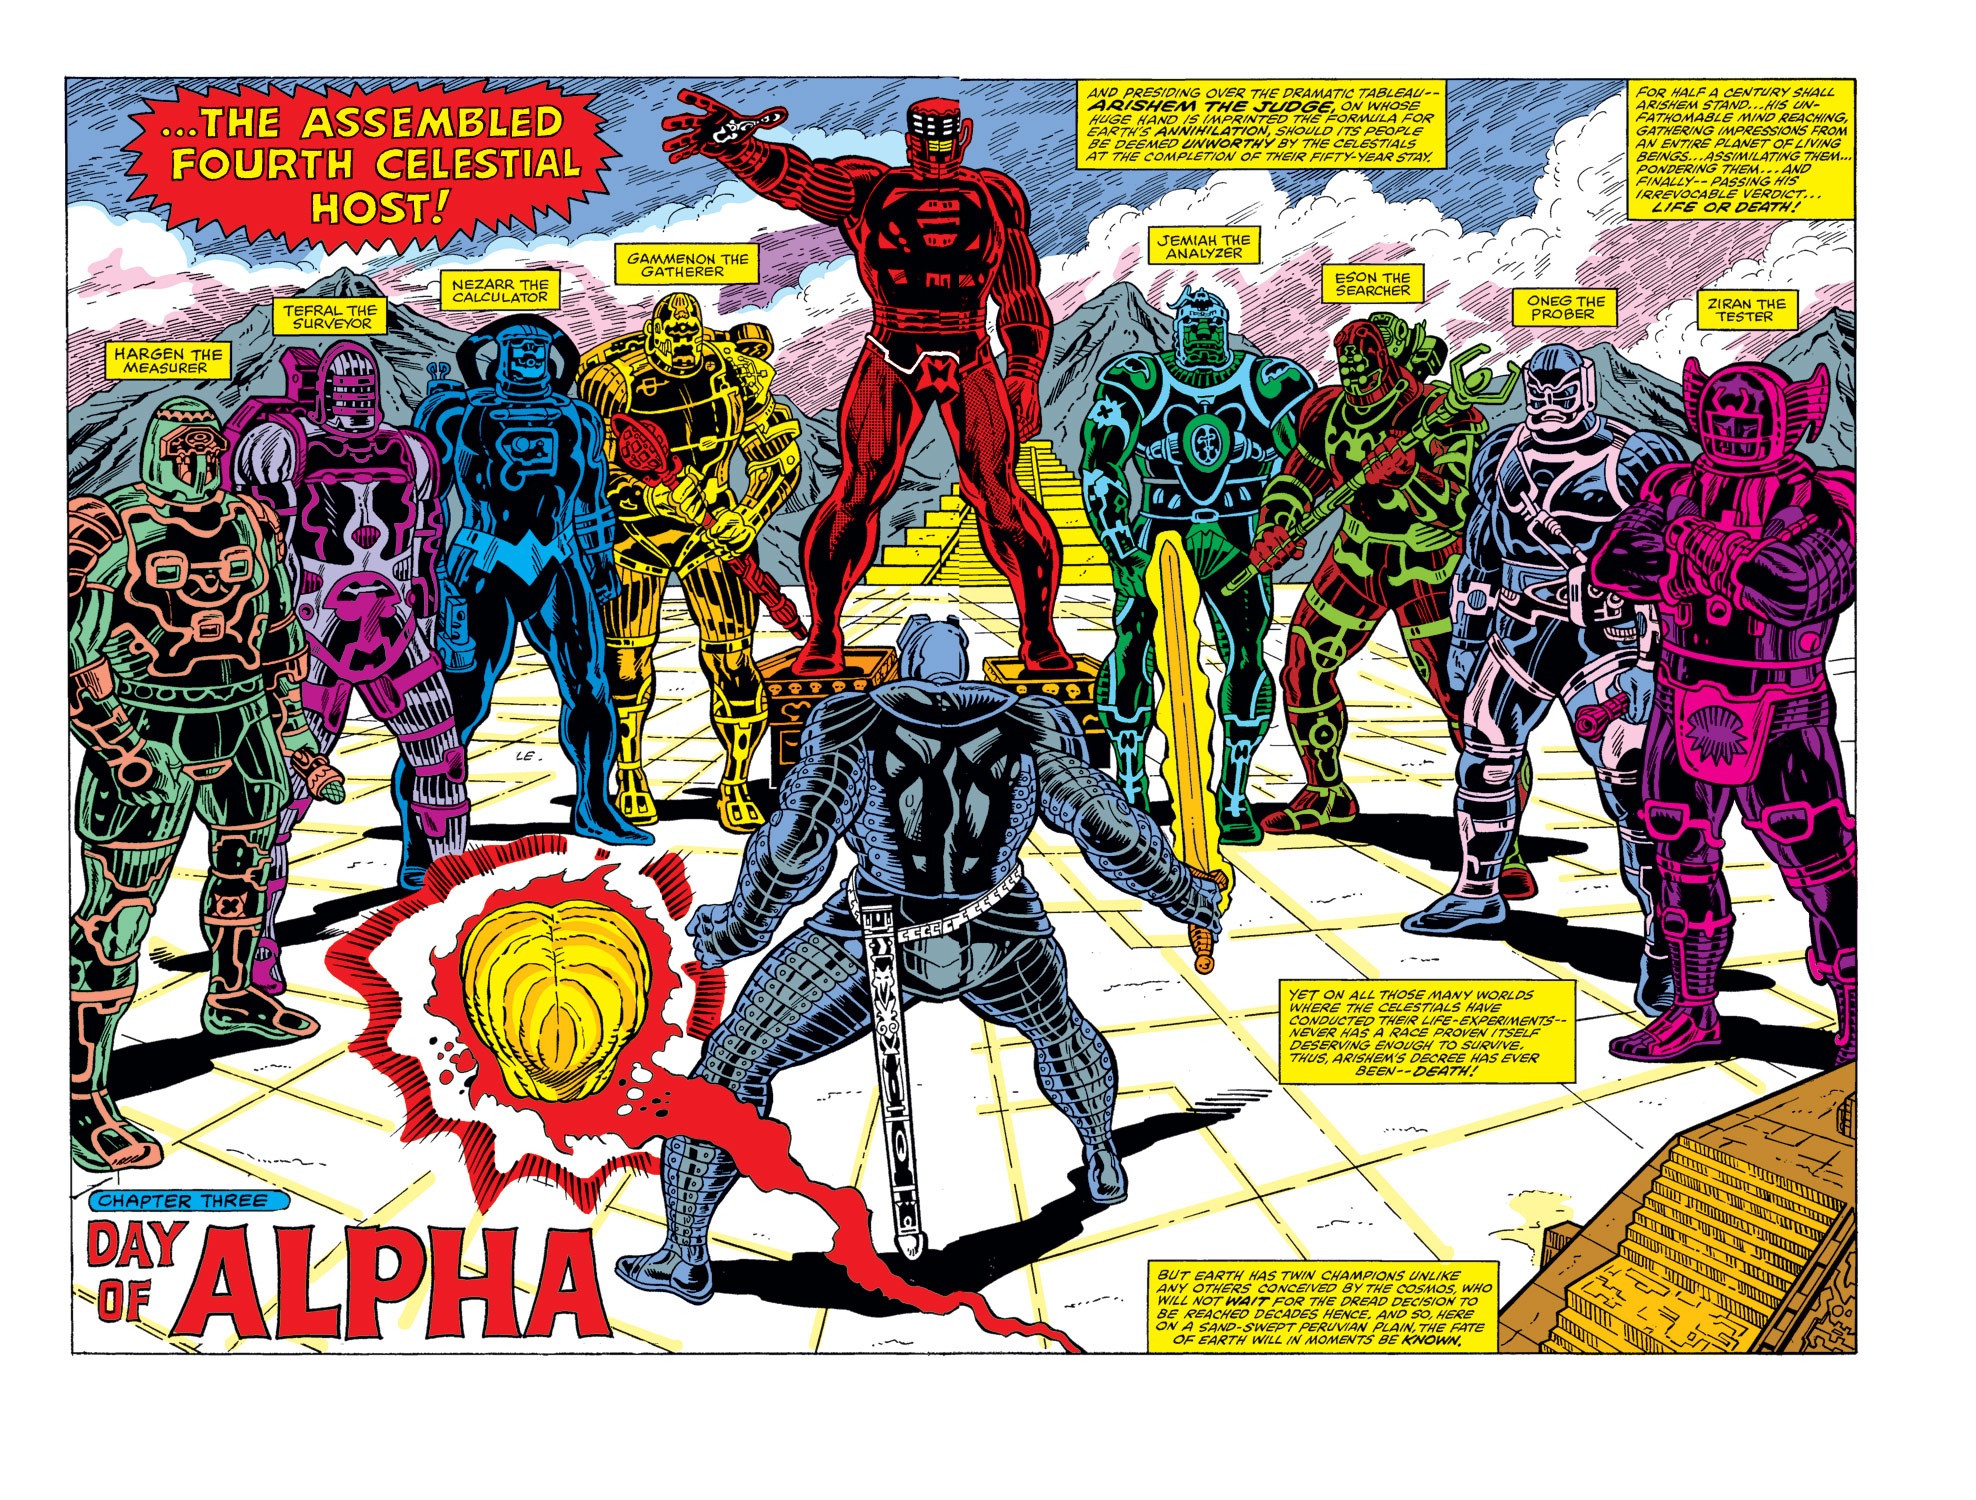 ...THE ASSEMBLED
FOURTH CELESTIAL
HOST!
AND PRESIDING OVER THE DRAMATIC TABLEAU--
ARISHEM THE JUDGE, ON WHOSE
HUGE HAND IS IMPRINTED THE FORMULA FOR
EARTH'S ANNIHILATION, SHOULD ITS PEOPLE
BE DEEMED UNWORTHY BY THE CELESTIALS
AT THE COMPLETION OF THEIR FIFTY-YEAR STAY.
FOR HALF A CENTURY SHALL
ARISHEM STAND...HIS UN-
FATHOMABLE MIND REACHING,
GATHERING IMPRESSIONS FROM
AN ENTIRE PLANET OF LIVING
BEINGS...ASSIMILATING THEM...
PONDERING THEM...AND
FINALLY--PASSING HIS
IRREVOCABLE VERDICT...
LIFE OR DEATH!
HARGEN THE
MEASURER
TEFRAL THE
SURVEYOR
NEZARR THE
CALCULATOR
GAMMENON THE
GATHERER
JEMIAH THE
ANALYZER
ESON THE
SEARCHER
ONEG THE
PROBER
ZIRAN THE
TESTER
LE.
YET ON ALL THOSE MANY WORLDS
WHERE THE CELESTIALS HAVE
CONDUCTED THEIR LIFE-EXPERIMENTS--
NEVER HAS A RACE PROVEN ITSELF
DESERVING ENOUGH TO SURVIVE.
THUS, ARISHEM'S DECREE HAS EVER
BEEN--DEATH!
CHAPTER THREE
DAY
OF
ALPHA
BUT EARTH HAS TWIN CHAMPIONS UNLIKE
ANY OTHERS CONCEIVED BY THE COSMOS, WHO
WILL NOT WAIT FOR THE DREAD DECISION TO
BE REACHED DECADES HENCE. AND SO, HERE
ON A SAND-SWEPT PERUVIAN PLAIN, THE FATE
OF EARTH WILL IN MOMENTS BE KNOWN.